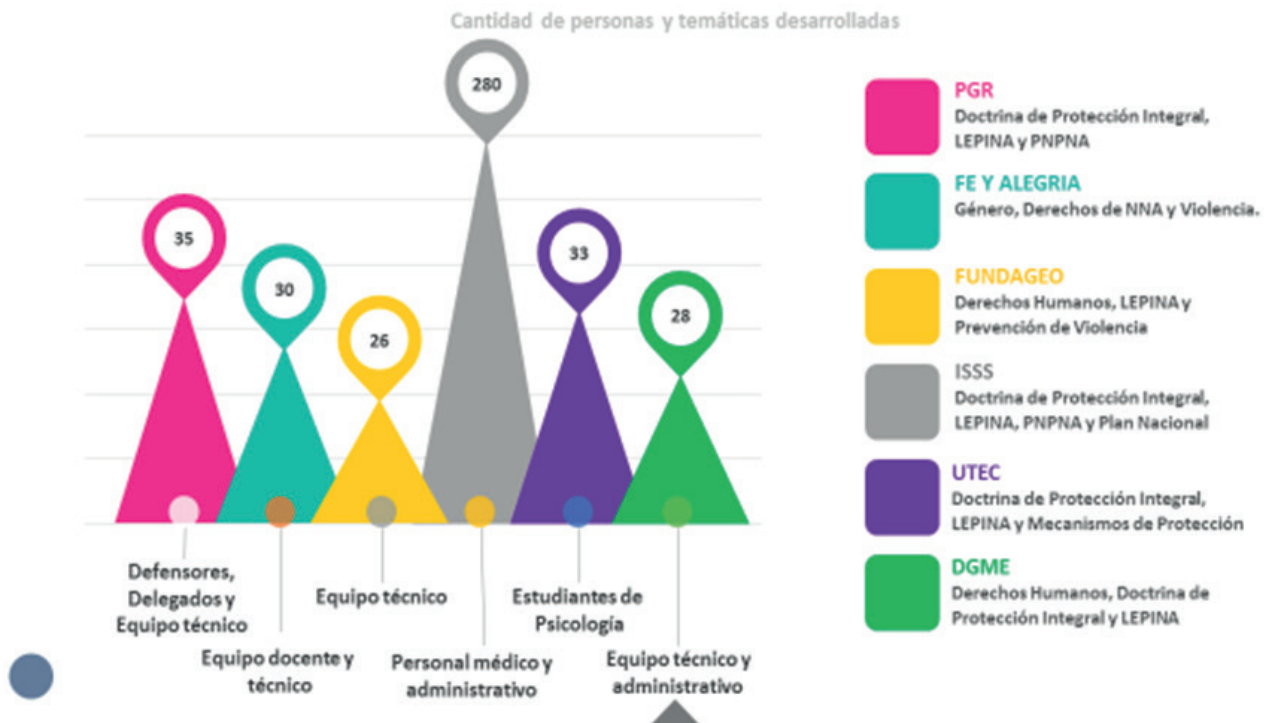 Cantidad de personas y temáticas desarrolladas
280
35
33
30
28
26
Defensores,
Delegados y
Equipo técnico
Equipo docente y
técnico
Equipo técnico
Personal médico y
administrativo
Estudiantes de
Psicología
Equipo técnico y
administrativo
PGR
Doctrina de Protección Integral,
LEPINA y PNPNA
FE Y ALEGRIA
Género, Derechos de NNA y Violencia.
FUNDAGEO
Derechos Humanos, LEPINA y
Prevención de Violencia
ISSS
Doctrina de Protección Integral,
LEPINA, PNPNA y Plan Nacional
UTEC
Doctrina de Protección Integral,
LEPINA y Mecanismos de Protección
DGME
Derechos Humanos, Doctrina de
Protección Integral y LEPINA